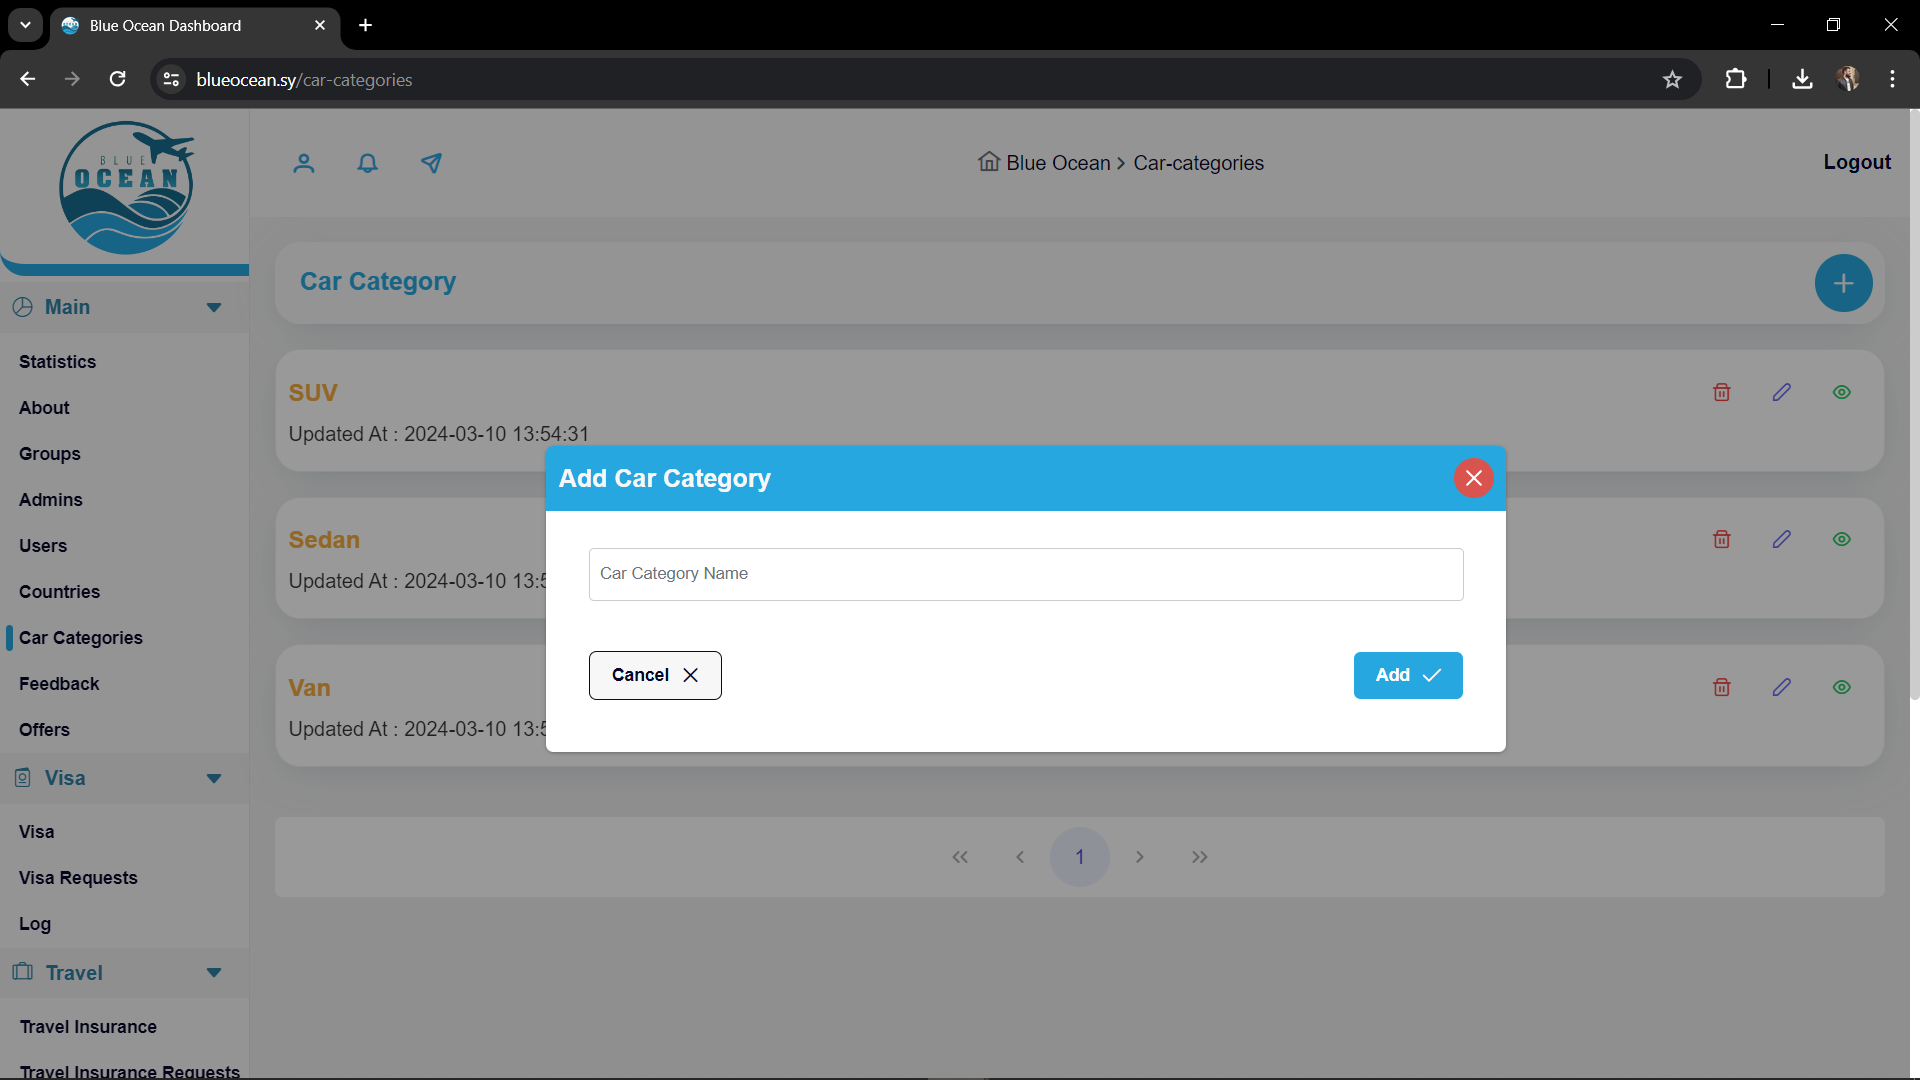 Blue Ocean Dashboard
blueocean.sy/car-categories
BLUE
OCEAN
Blue Ocean > Car-categories
Logout
Main
Statistics
About
Groups
Admins
Users
Countries
Car Categories
Feedback
Offers
Visa
Visa
Visa Requests
Log
Travel
Travel Insurance
Travel Insurance Requests
Car Category
SUV
Updated At : 2024-03-10 13:54:31
Sedan
Updated At : 2024-03-10 13:5
Van
Updated At : 2024-03-10 13:5
Add Car Category
Car Category Name
Cancel
Add
1